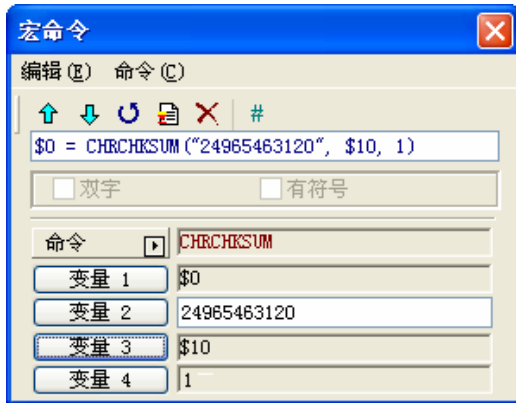 宏命令
编辑(E) 命令(C)
#
$0 = CHRCHKSUM("24965463120", $10, 1)
双字 有符号
命令 CHRCHKSUM
变量 1 $0
变量 2 24965463120
变量 3 $10
变量 4 1